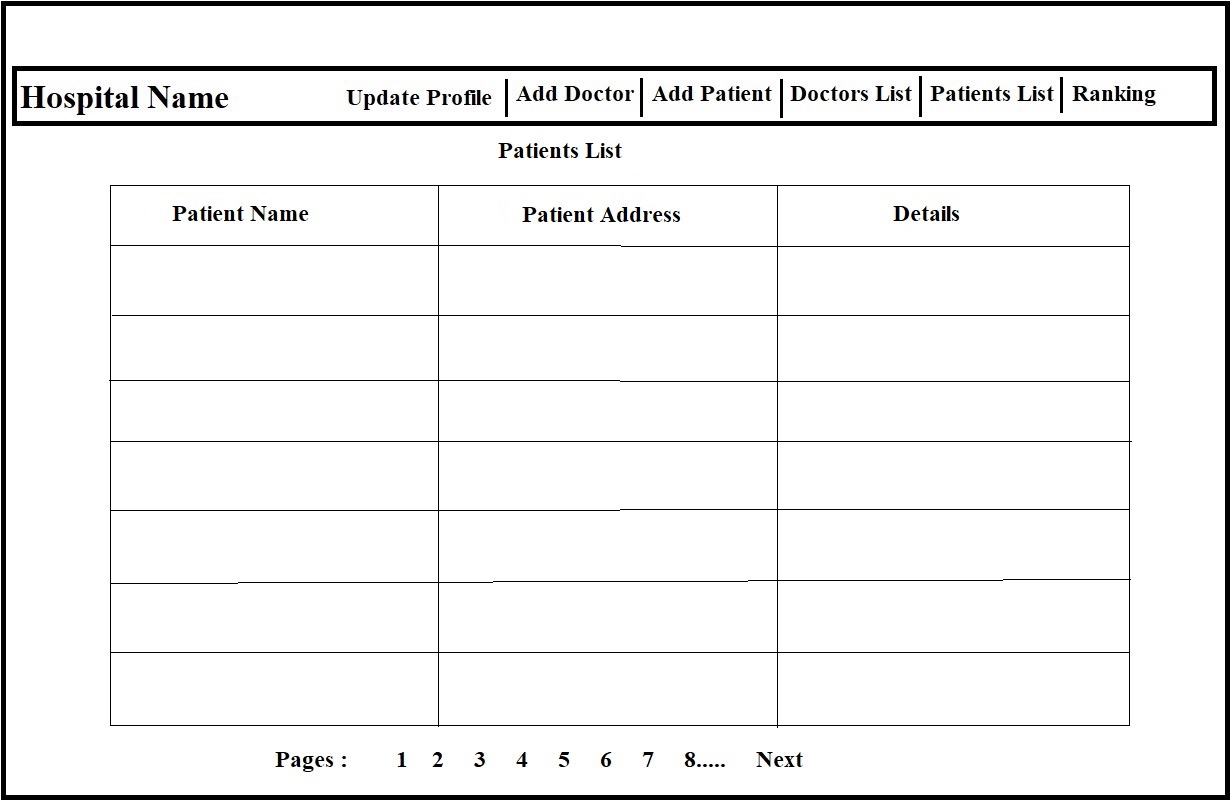 Hospital Name Update Profile Add Doctor Add Patient Doctors List Patients List Ranking
Patients List
Patient Name Patient Address Details
Pages : 1 2 3 4 5 6 7 8..... Next